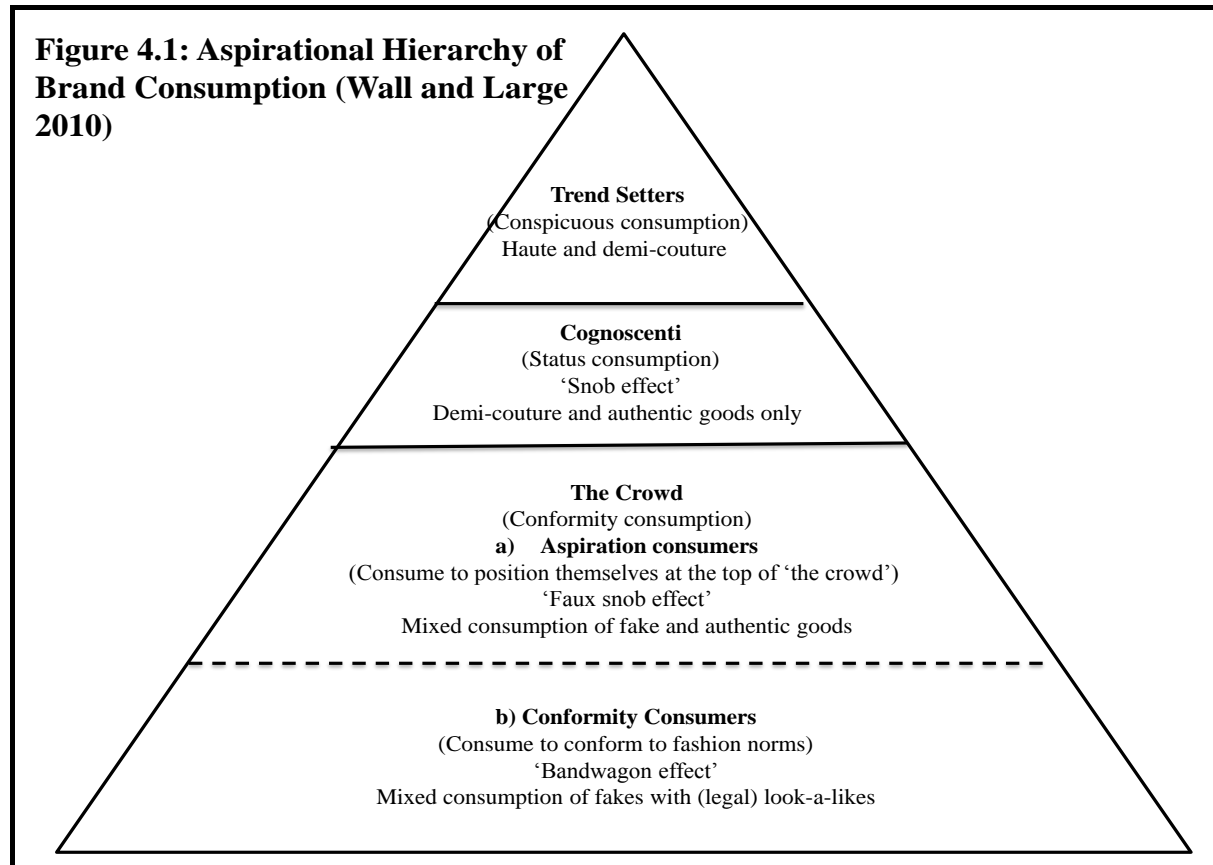 Figure 4.1: Aspirational Hierarchy of
Brand Consumption (Wall and Large
2010)
Trend Setters
(Conspicuous consumption)
Haute and demi-couture
Cognoscenti
(Status consumption)
‘Snob effect’
Demi-couture and authentic goods only
The Crowd
(Conformity consumption)
a) Aspiration consumers
(Consume to position themselves at the top of ‘the crowd’)
‘Faux snob effect’
Mixed consumption of fake and authentic goods
b) Conformity Consumers
(Consume to conform to fashion norms)
‘Bandwagon effect’
Mixed consumption of fakes with (legal) look-a-likes